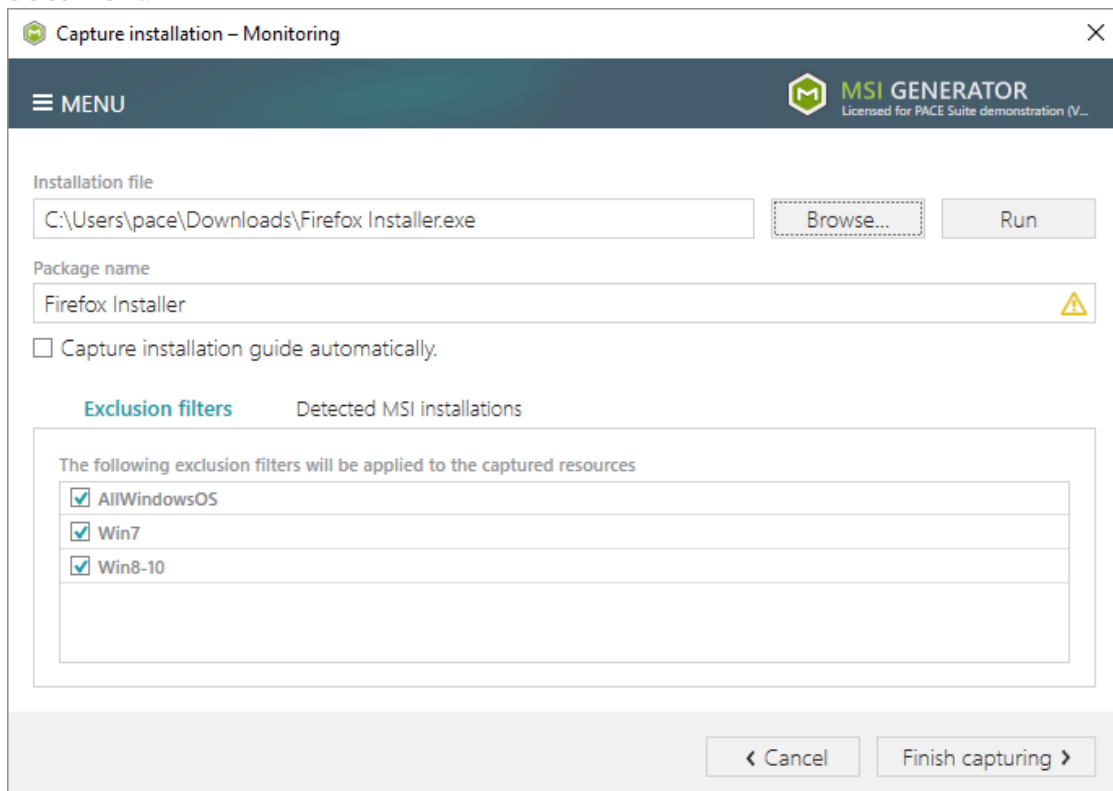 Capture installation – Monitoring
MENU
MSI GENERATOR
Licensed for PACE Suite demonstration (V...
Installation file
C:\Users\pace\Downloads\Firefox Installer.exe
Browse...
Run
Package name
Firefox Installer
Capture installation guide automatically.
Exclusion filters
Detected MSI installations
The following exclusion filters will be applied to the captured resources
AllWindowsOS
Win7
Win8-10
Cancel
Finish capturing